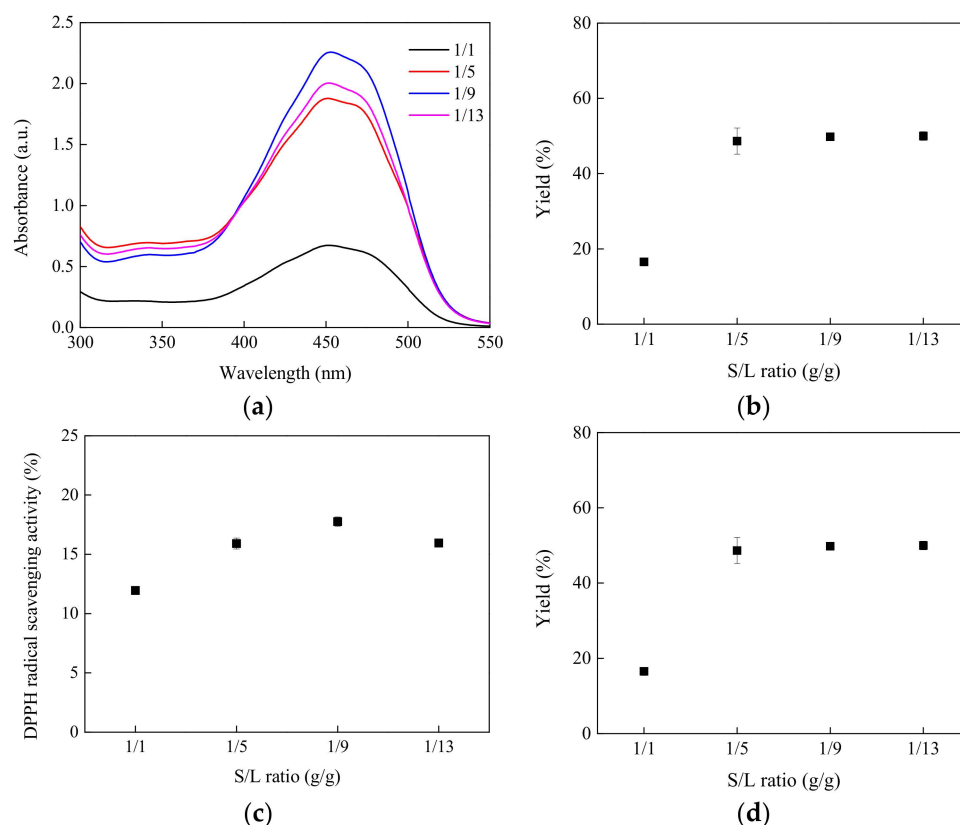 2.5
2.0
1.5
1.0
0.5
0.0
Absorbance (a.u.)
1/1
1/5
1/9
1/13
300 350 400 450 500 550
Wavelength (nm)
(a)
80
60
40
20
0
Yield (%)
1/1 1/5 1/9 1/13
S/L ratio (g/g)
(b)
25
20
15
10
5
0
DPPH radical scavenging activity (%)
1/1 1/5 1/9 1/13
S/L ratio (g/g)
(c)
80
60
40
20
0
Yield (%)
1/1 1/5 1/9 1/13
S/L ratio (g/g)
(d)